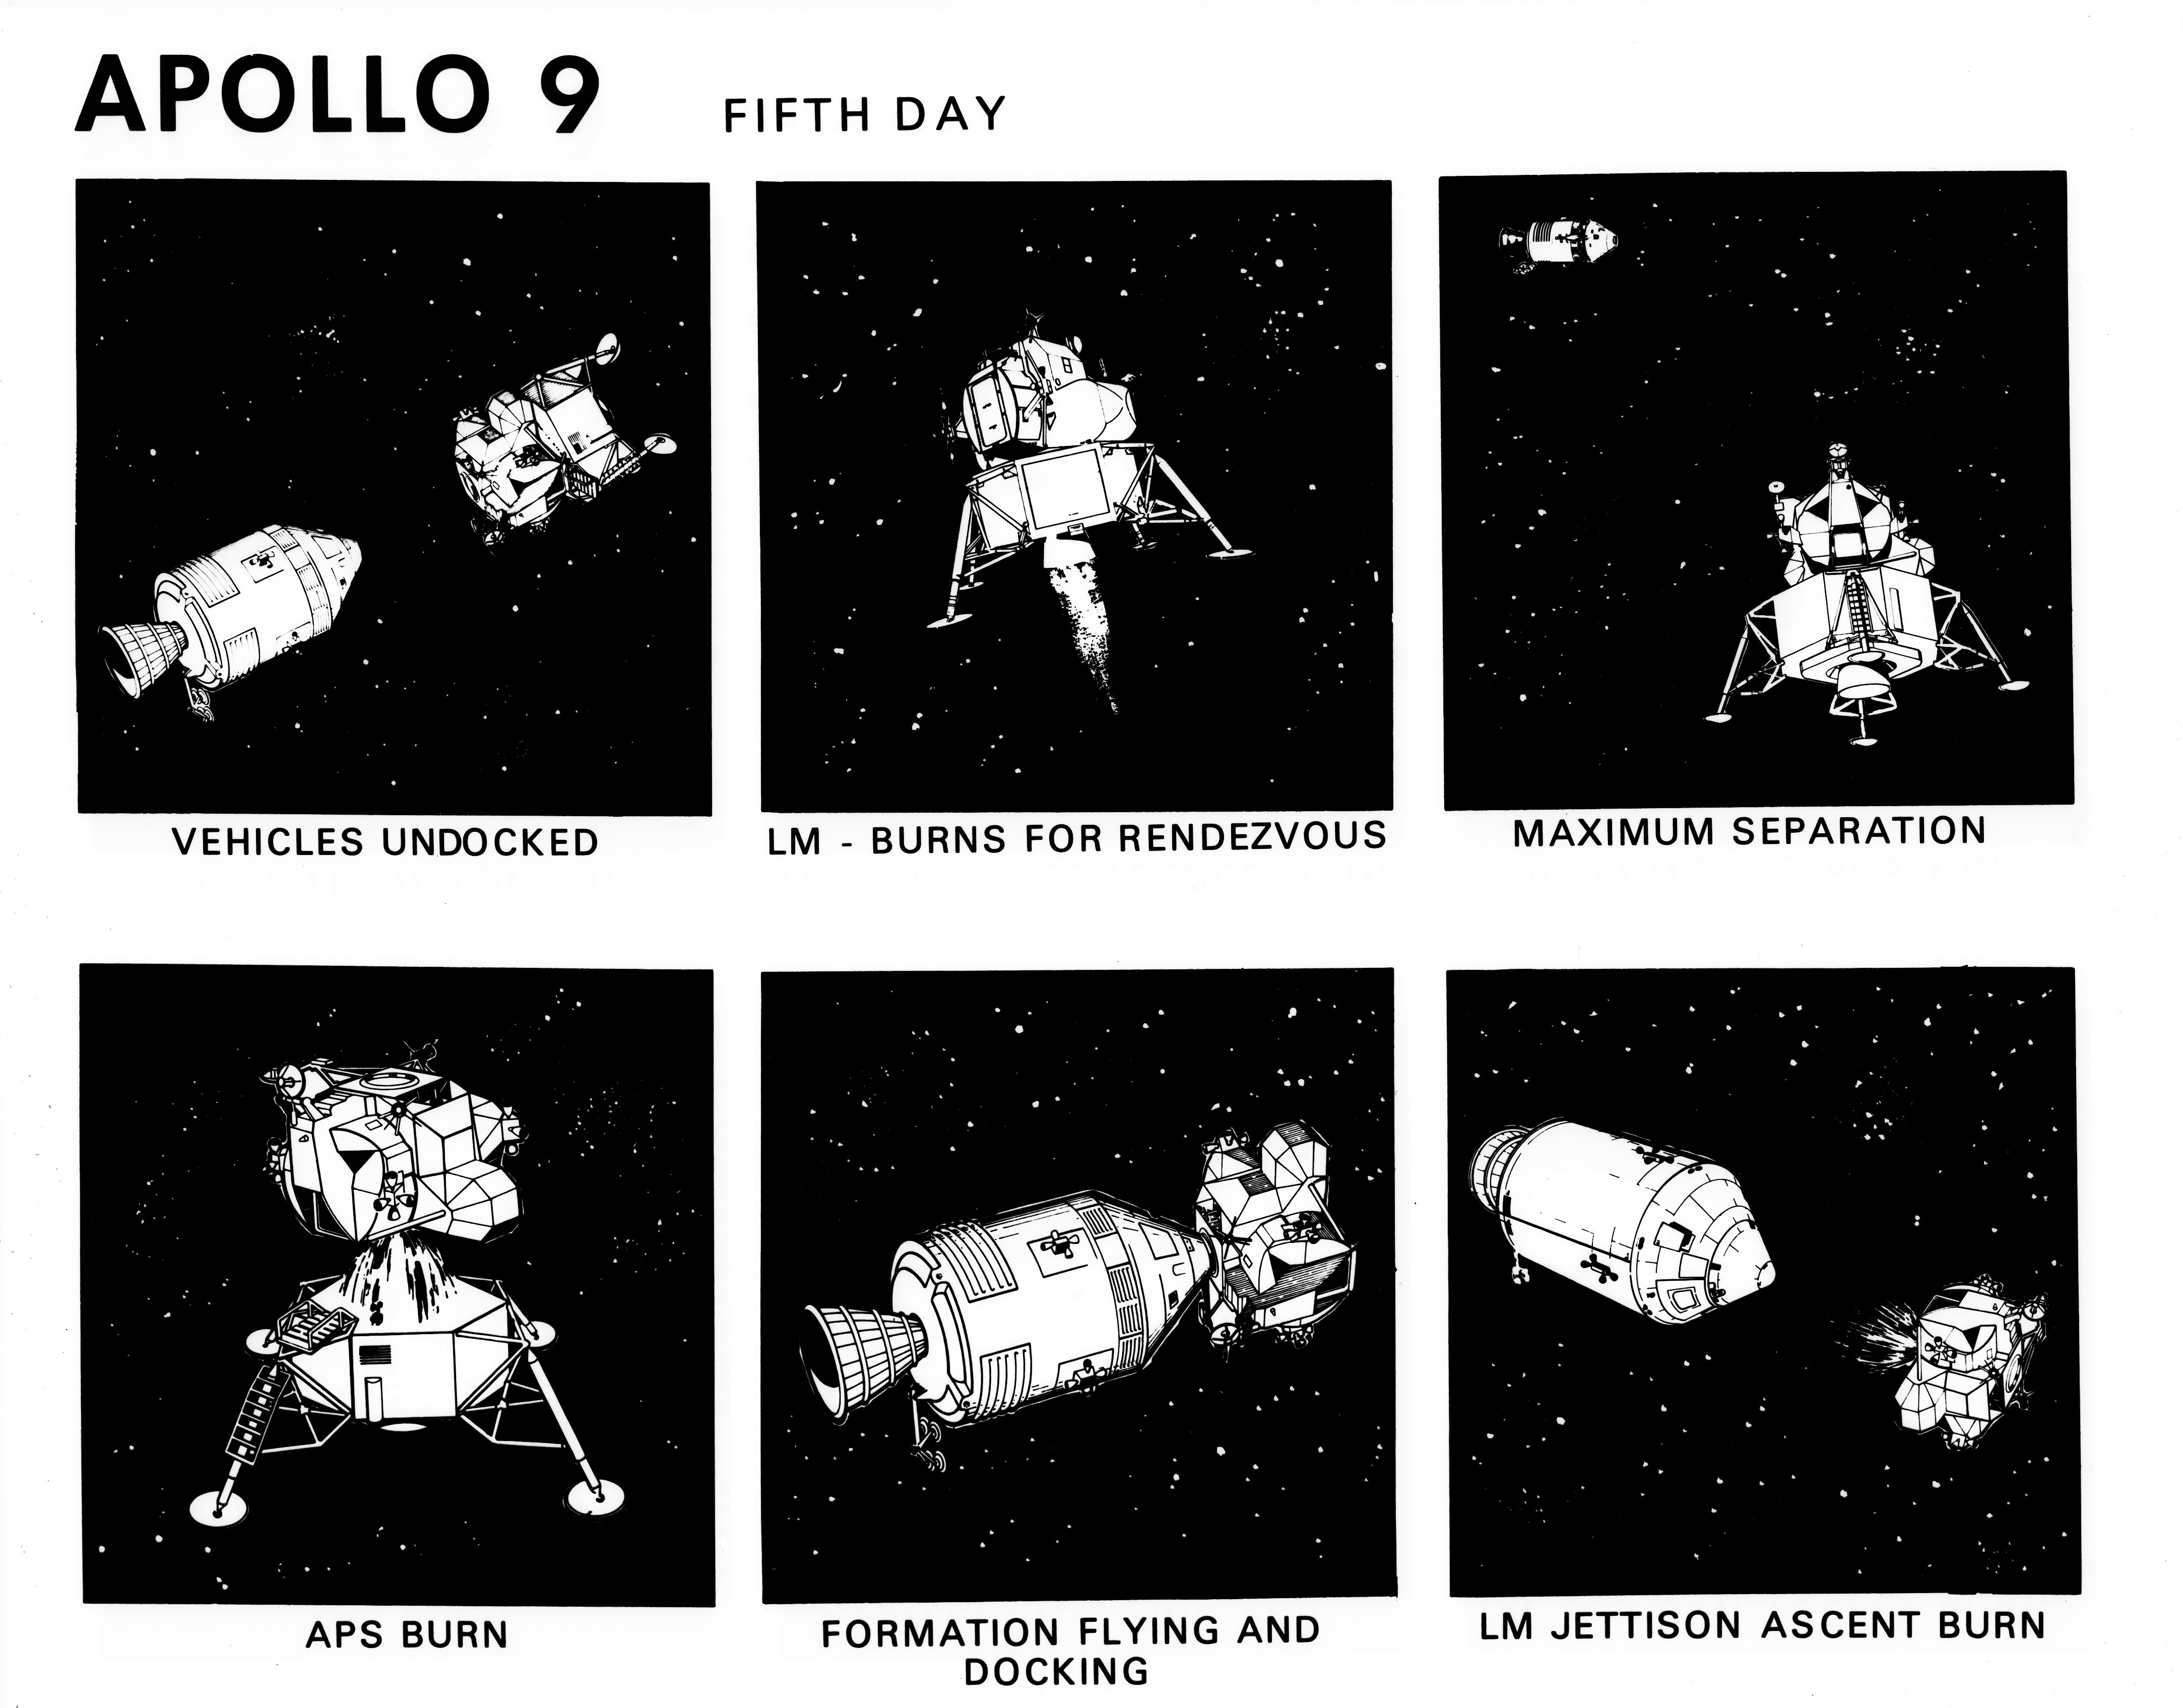 APOLLO 9 FIFTH DAY
VEHICLES UNDOCKED
LM - BURNS FOR RENDEZVOUS
MAXIMUM SEPARATION
APS BURN
FORMATION FLYING AND
DOCKING
LM JETTISON ASCENT BURN